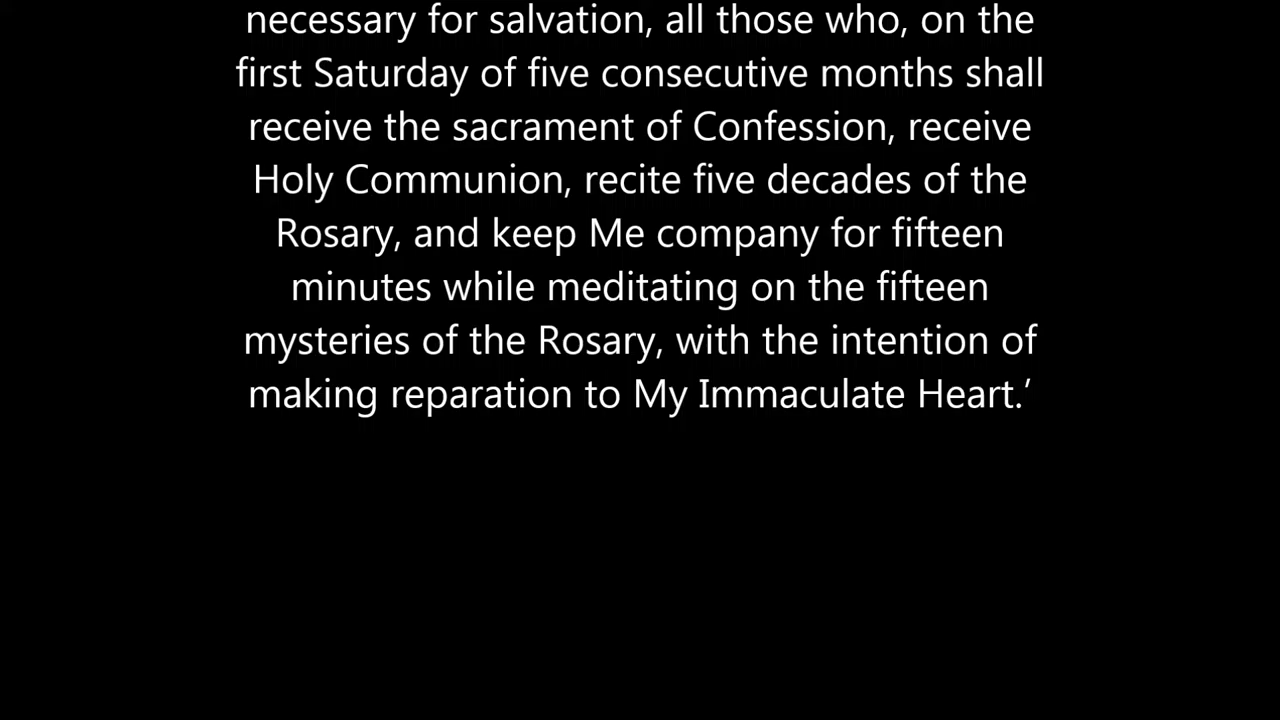 necessary for salvation, all those who, on the
first Saturday of five consecutive months shall
receive the sacrament of Confession, receive
Holy Communion, recite five decades of the
Rosary, and keep Me company for fifteen
minutes while meditating on the fifteen
mysteries of the Rosary, with the intention of
making reparation to My Immaculate Heart.’